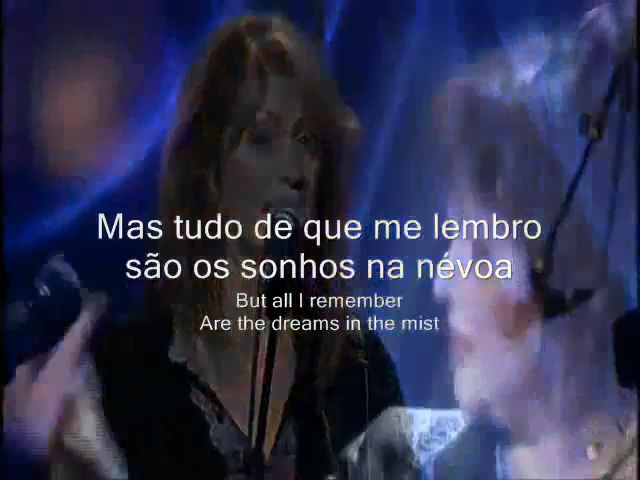 Mas tudo de que me lembro
são os sonhos na névoa
But all I remember
Are the dreams in the mist